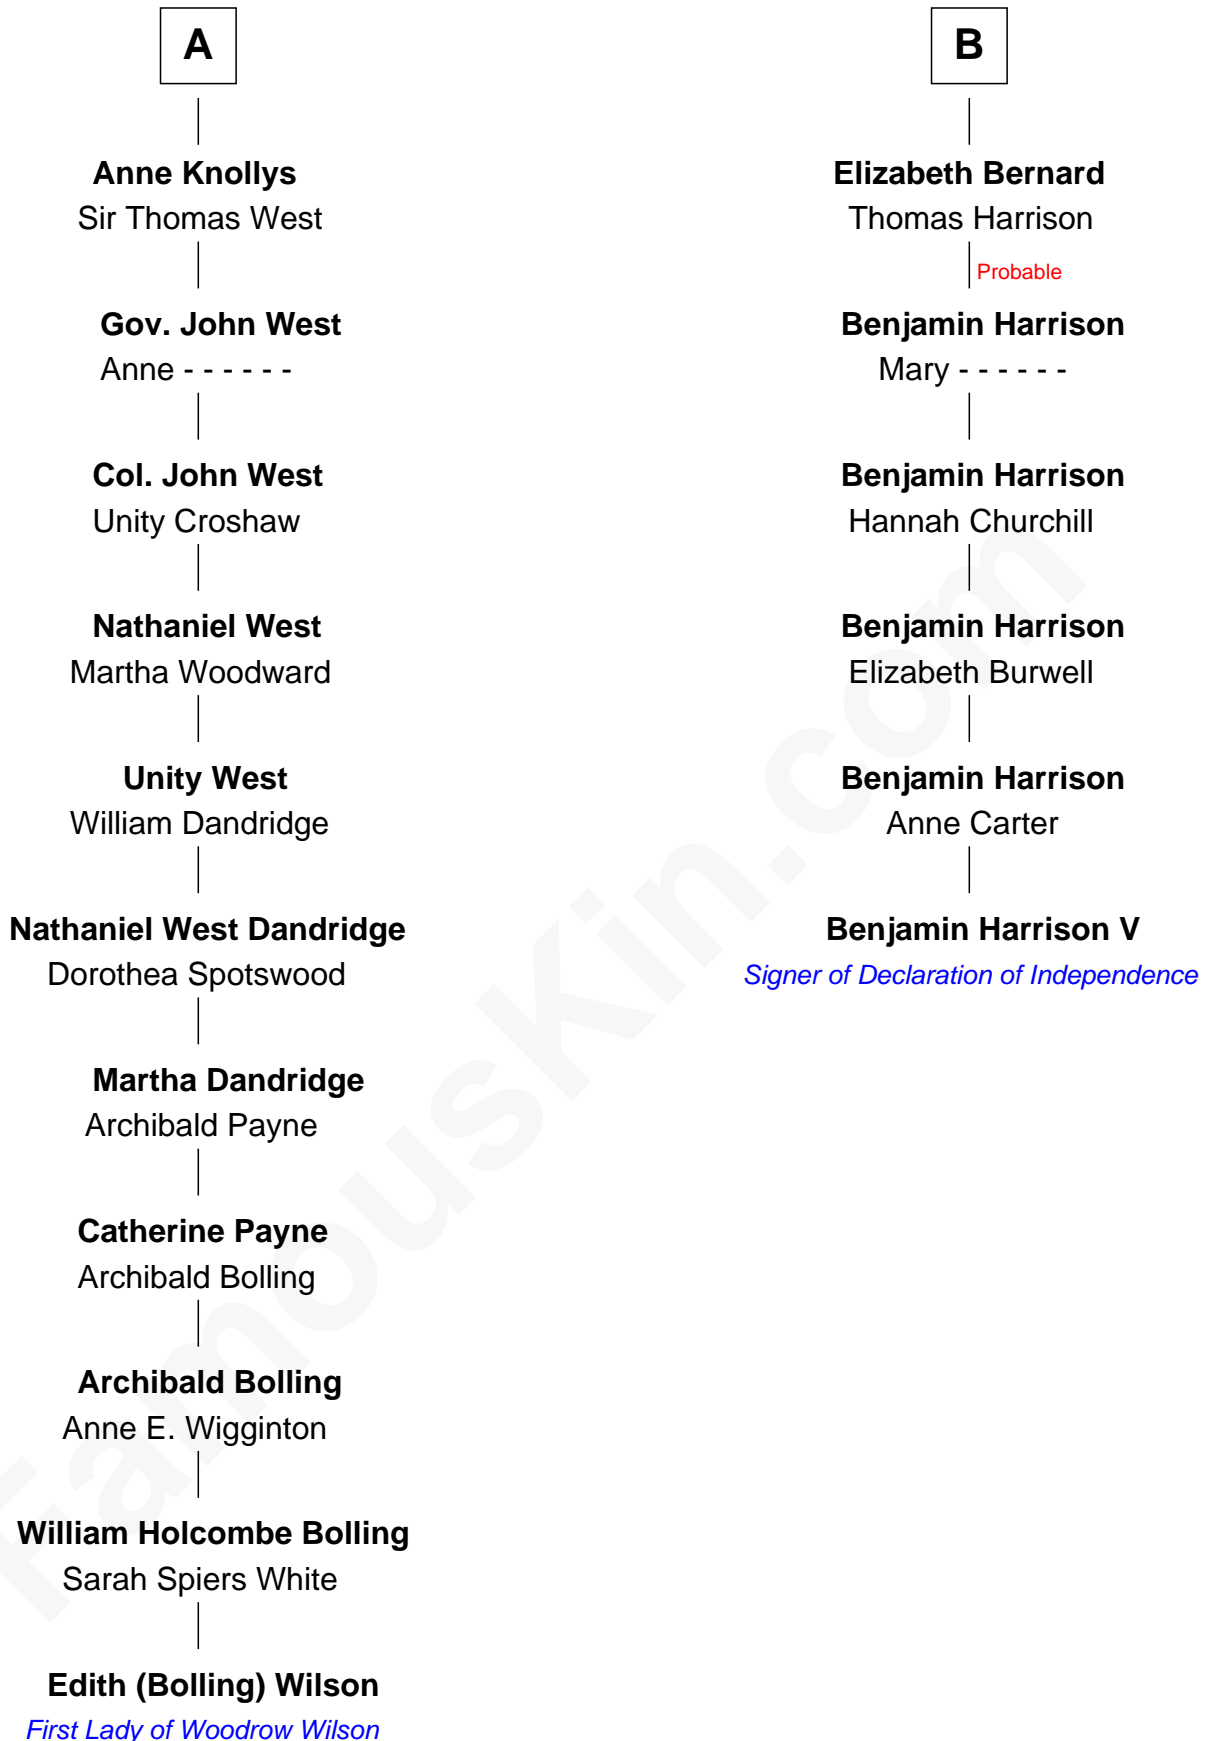 A
Anne Knollys
Sir Thomas West
Gov. John West
Anne - - - - - -
Col. John West
Unity Croshaw
Nathaniel West
Martha Woodward
Unity West
William Dandridge
Nathaniel West Dandridge
Dorothea Spotswood
Martha Dandridge
Archibald Payne
Catherine Payne
Archibald Bolling
Archibald Bolling
Anne E. Wigginton
William Holcombe Bolling
Sarah Spiers White
Edith (Bolling) Wilson
First Lady of Woodrow Wilson
B
Elizabeth Bernard
Thomas Harrison
Probable
Benjamin Harrison
Mary - - - - - -
Benjamin Harrison
Hannah Churchill
Benjamin Harrison
Elizabeth Burwell
Benjamin Harrison
Anne Carter
Benjamin Harrison V
Signer of Declaration of Independence
FamousKin.com